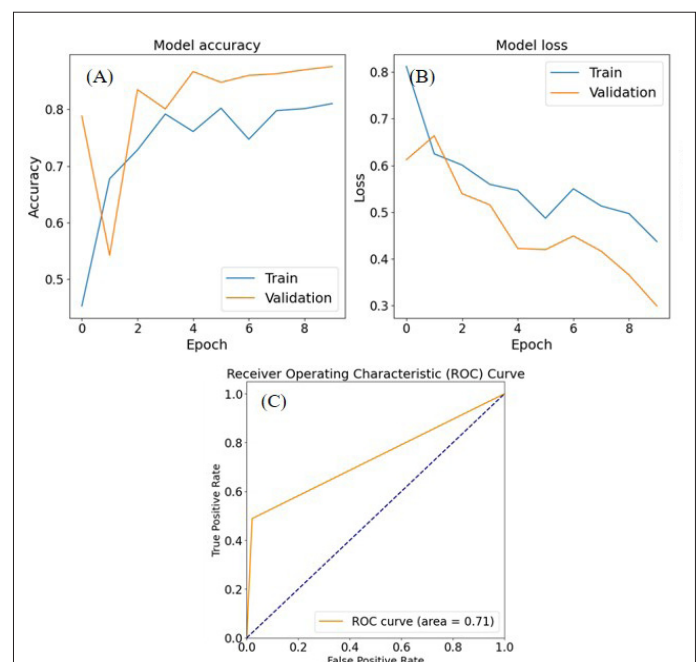 Model accuracy
(A)
0.8
0.7
0.6
0.5
Accuracy
Train
Validation
0 2 4 6 8
Epoch
Model loss
(B)
Train
Validation
0.8
0.7
0.6
0.5
0.4
0.3
Loss
0 2 4 6 8
Epoch
Receiver Operating Characteristic (ROC) Curve
(C)
1.0
0.8
0.6
0.4
0.2
0.0
True Positive Rate
ROC curve (area = 0.71)
0.0 0.2 0.4 0.6 0.8 1.0
False Positive Rate